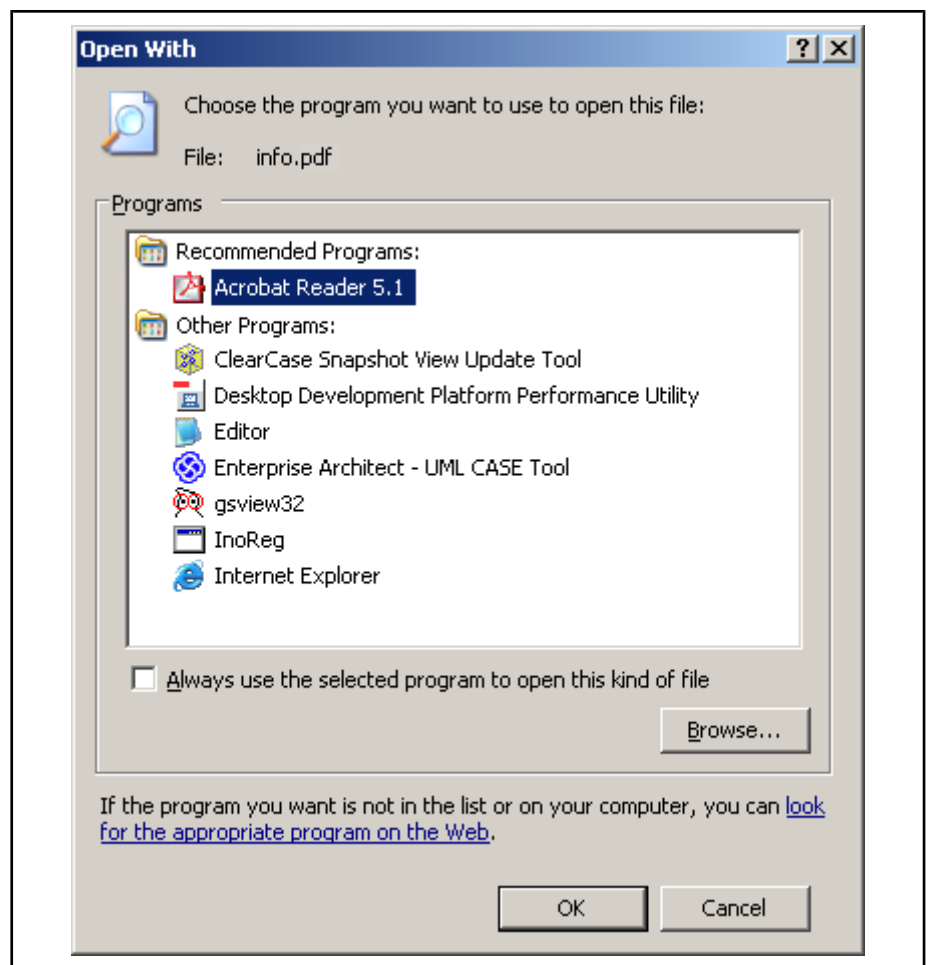 Open With
Choose the program you want to use to open this file:
File: info.pdf
Programs
Recommended Programs:
Acrobat Reader 5.1
Other Programs:
ClearCase Snapshot View Update Tool
Desktop Development Platform Performance Utility
Editor
Enterprise Architect - UML CASE Tool
gsview32
InoReg
Internet Explorer
Always use the selected program to open this kind of file
Browse...
If the program you want is not in the list or on your computer, you can look
for the appropriate program on the Web.
OK Cancel